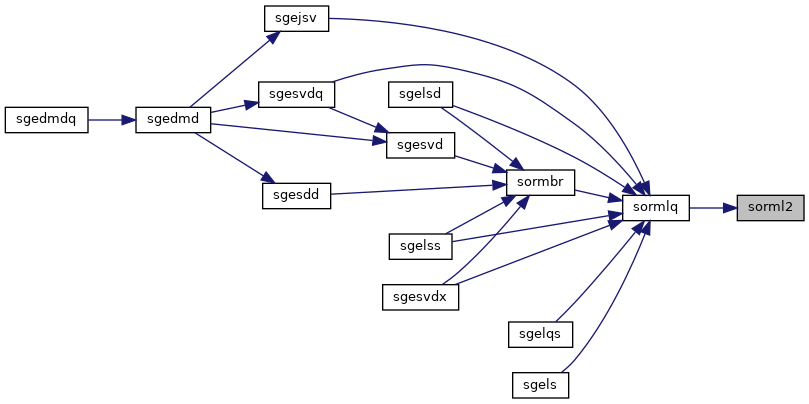 sgejsv
sgesvdq
sgelsd
sgedmdq
sgedmd
sgesvd
sormbr
sgesdd
sormlq
sorml2
sgelss
sgesvdx
sgelqs
sgels